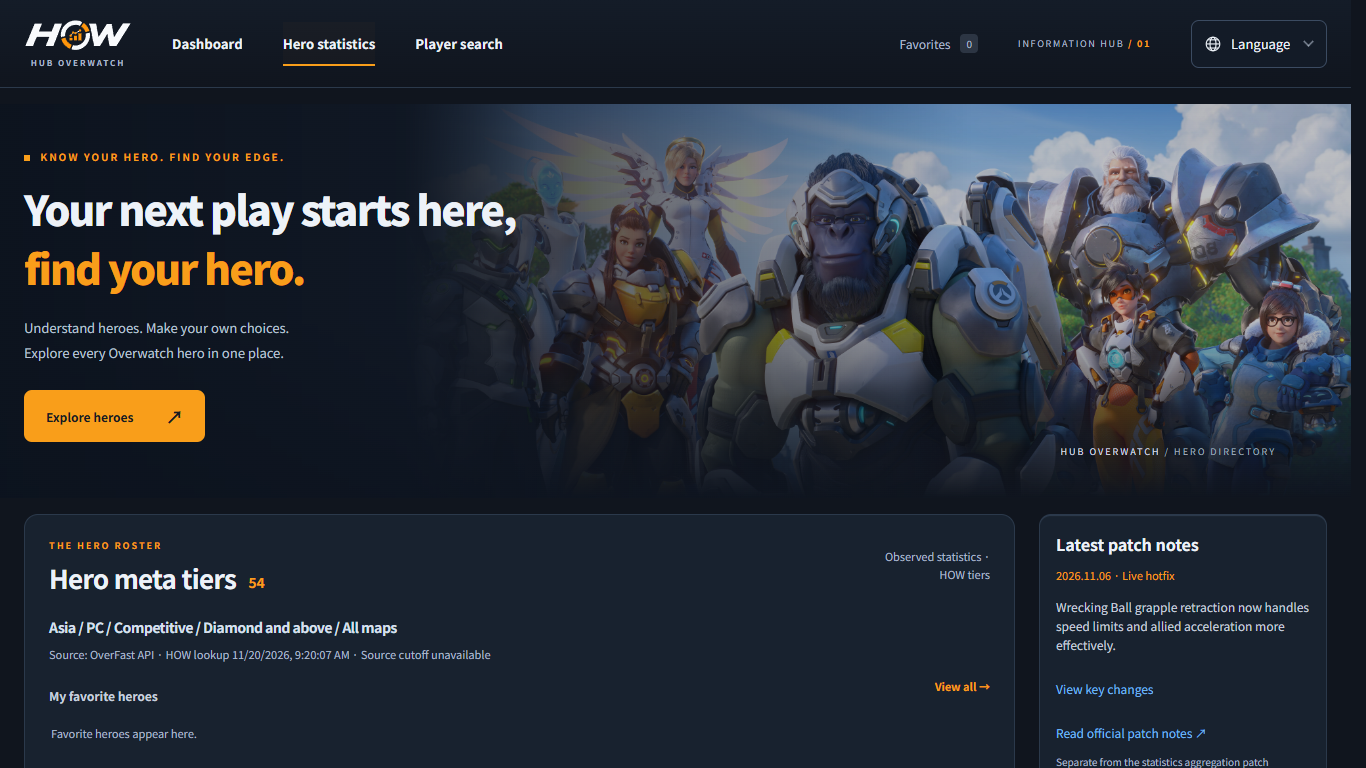 HOW
HUB OVERWATCH
Dashboard
Hero statistics
Player search
Favorites 0
INFORMATION HUB / 01
Language
KNOW YOUR HERO. FIND YOUR EDGE.
Your next play starts here,
find your hero.
Understand heroes. Make your own choices.
Explore every Overwatch hero in one place.
Explore heroes ↗
HUB OVERWATCH / HERO DIRECTORY
THE HERO ROSTER
Hero meta tiers 54
Observed statistics ·
HOW tiers
Asia / PC / Competitive / Diamond and above / All maps
Source: OverFast API · HOW lookup 11/20/2026, 9:20:07 AM · Source cutoff unavailable
My favorite heroes
View all →
Favorite heroes appear here.
Latest patch notes
2026.11.06 · Live hotfix
Wrecking Ball grapple retraction now handles
speed limits and allied acceleration more
effectively.
View key changes
Read official patch notes ↗
Separate from the statistics aggregation patch